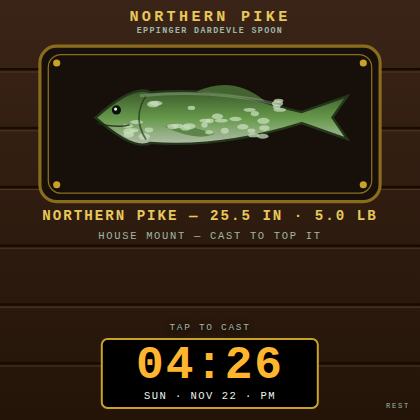 NORTHERN PIKE
EPPINGER DARDEVLE SPOON
NORTHERN PIKE — 25.5 IN · 5.0 LB
HOUSE MOUNT — CAST TO TOP IT
TAP TO CAST
04:26
SUN · NOV 22 · PM
REST